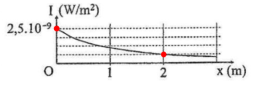 I (W/m²)
2,5.10⁻⁹
O 1 2 x (m)